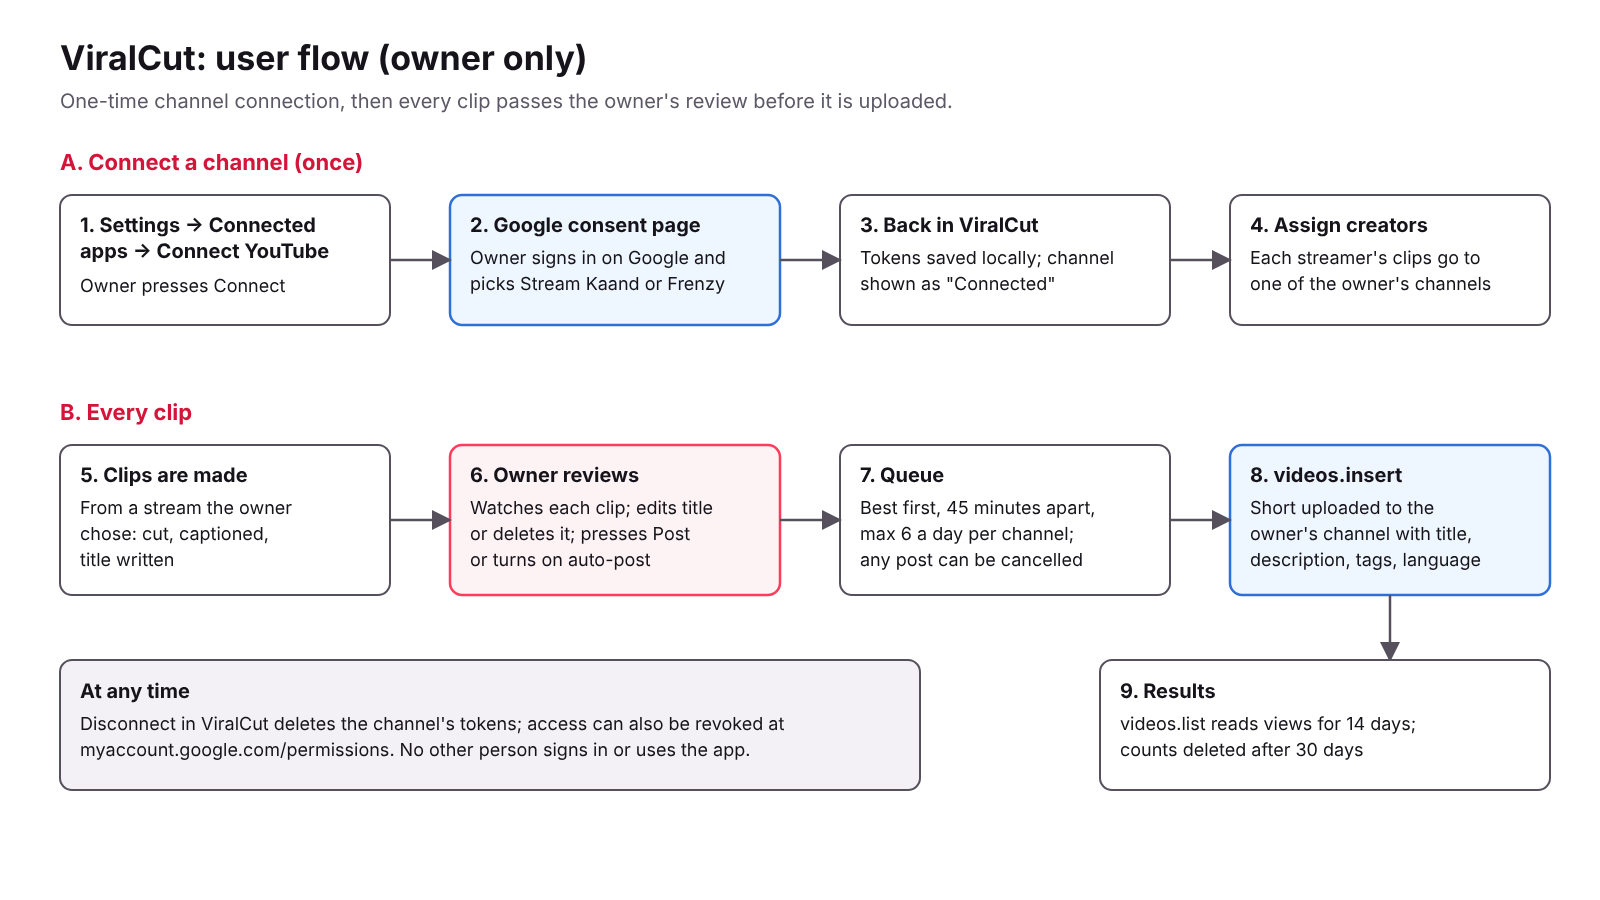 ViralCut: user flow (owner only)
One-time channel connection, then every clip passes the owner's review before it is uploaded.
A. Connect a channel (once)
1. Settings → Connected
apps → Connect YouTube
Owner presses Connect
2. Google consent page
Owner signs in on Google and
picks Stream Kaand or Frenzy
3. Back in ViralCut
Tokens saved locally; channel
shown as "Connected"
4. Assign creators
Each streamer's clips go to
one of the owner's channels
B. Every clip
5. Clips are made
From a stream the owner
chose: cut, captioned,
title written
6. Owner reviews
Watches each clip; edits title
or deletes it; presses Post
or turns on auto-post
7. Queue
Best first, 45 minutes apart,
max 6 a day per channel;
any post can be cancelled
8. videos.insert
Short uploaded to the
owner's channel with title,
description, tags, language
At any time
Disconnect in ViralCut deletes the channel's tokens; access can also be revoked at
myaccount.google.com/permissions. No other person signs in or uses the app.
9. Results
videos.list reads views for 14 days;
counts deleted after 30 days